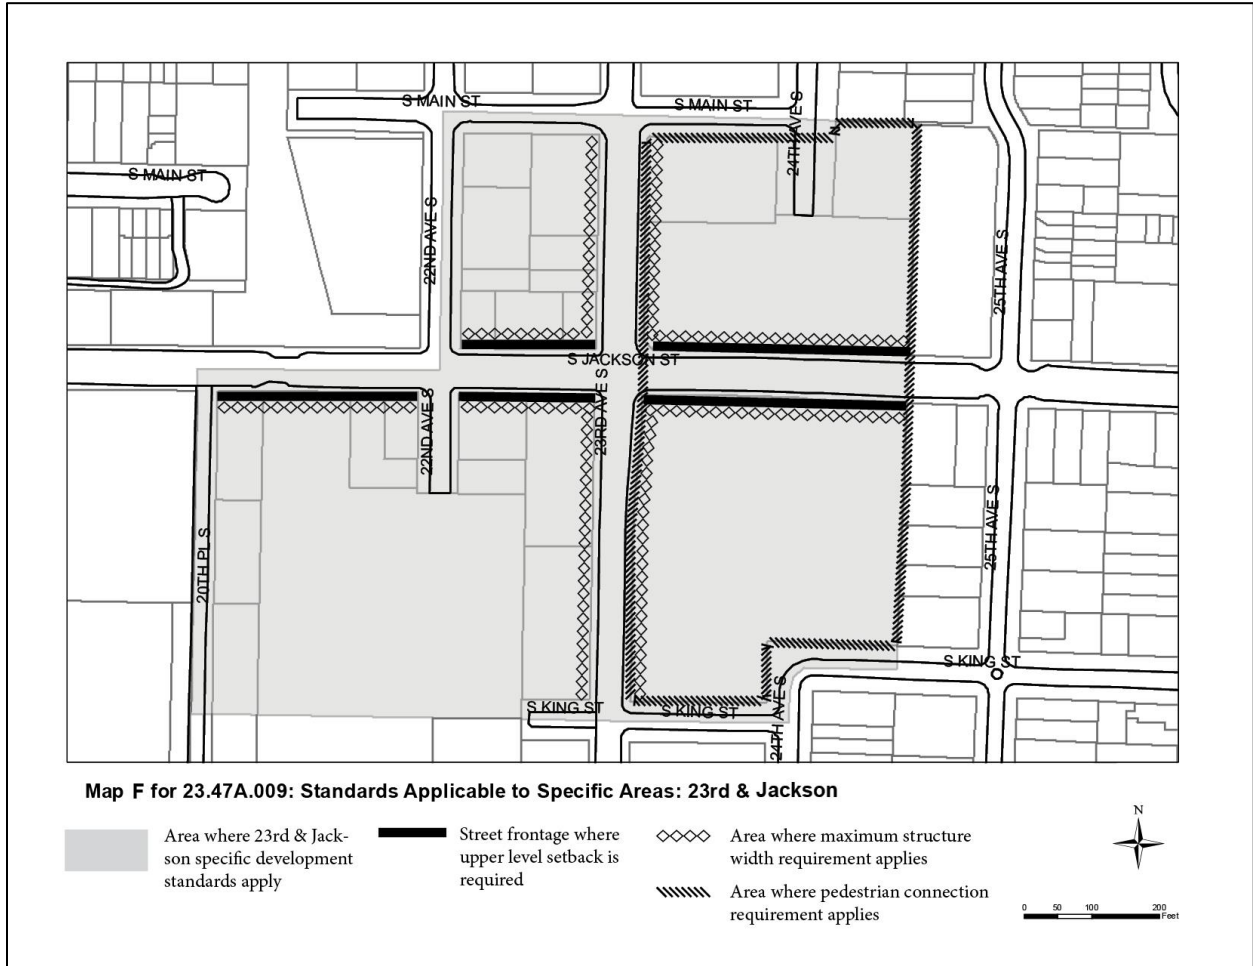 S MAIN ST
S MAIN ST
24TH AVE S
S MAIN ST
22ND AVE S
25TH AVE S
S JACKSON ST
23RD AVE S
22ND AVE S
25TH AVE S
20TH PL S
S KING ST
S KING ST
S KING ST
24TH AVE S
Map F for 23.47A.009: Standards Applicable to Specific Areas: 23rd & Jackson
Area where 23rd & Jack-
son specific development
standards apply
Street frontage where
upper level setback is
required
Area where maximum structure
width requirement applies
Area where pedestrian connection
requirement applies
N
0 50 100 200
Feet